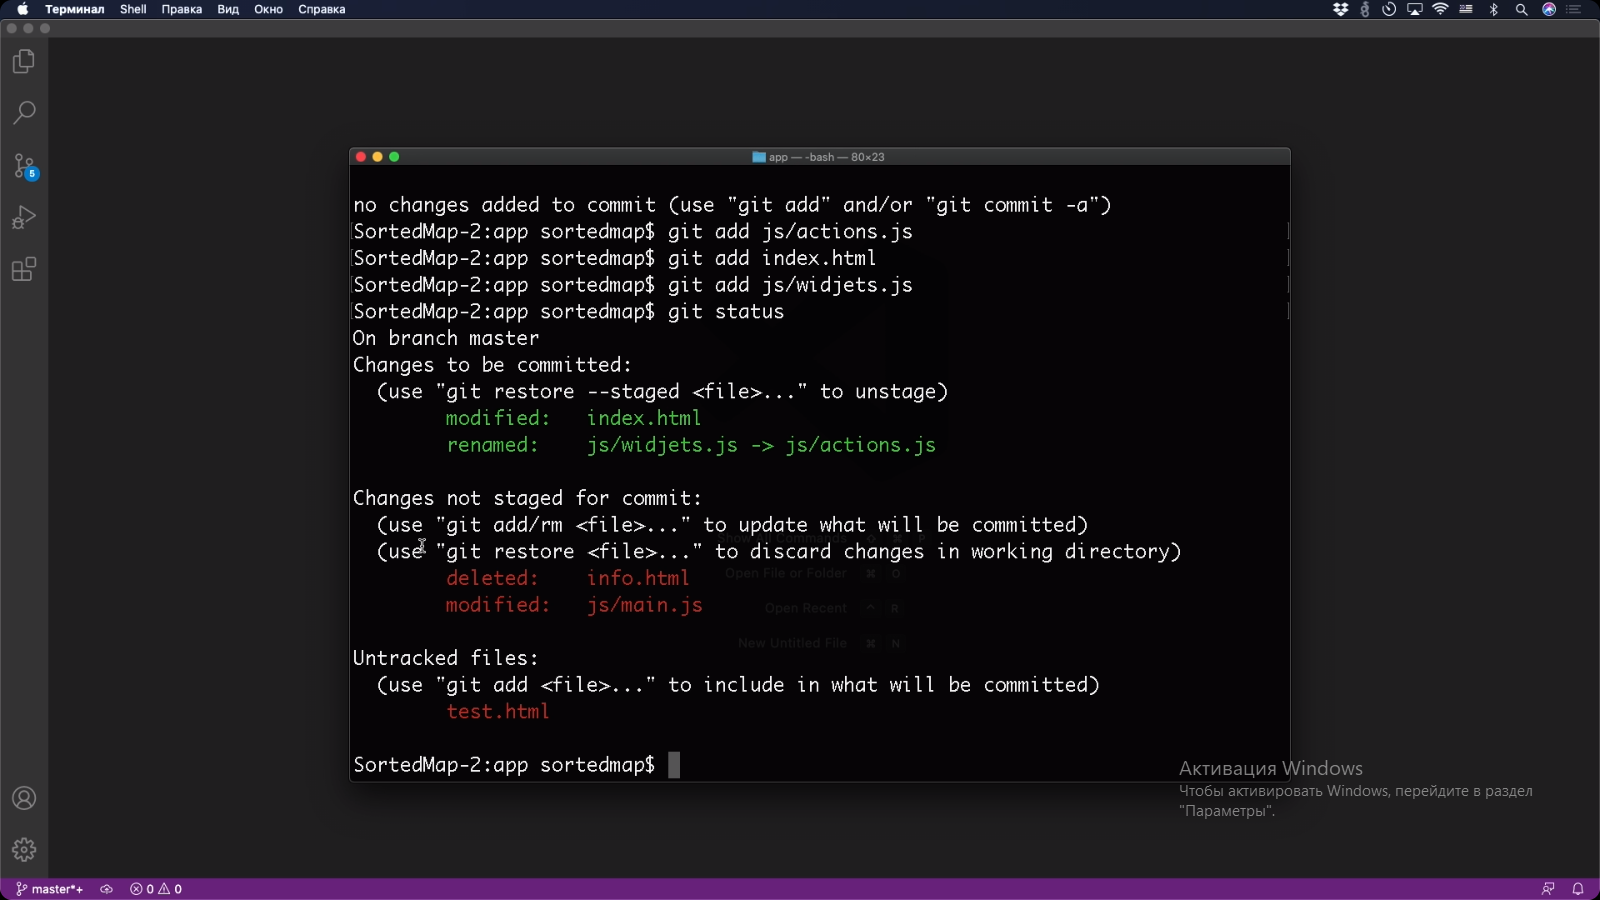 Терминал Shell Правка Вид Окно Справка
5
app — -bash — 80×23
no changes added to commit (use "git add" and/or "git commit -a")
SortedMap-2:app sortedmap$ git add js/actions.js
SortedMap-2:app sortedmap$ git add index.html
SortedMap-2:app sortedmap$ git add js/widjets.js
SortedMap-2:app sortedmap$ git status
On branch master
Changes to be committed:
(use "git restore --staged <file>..." to unstage)
modified: index.html
renamed: js/widjets.js -> js/actions.js
Changes not staged for commit:
(use "git add/rm <file>..." to update what will be committed)
Show All Commands ⇧ ⌘ P
(use "git restore <file>..." to discard changes in working directory)
deleted: info.html
Open File or Folder ⌘ O
modified: js/main.js
Open Recent ^ R
New Untitled File ⌘ N
Untracked files:
(use "git add <file>..." to include in what will be committed)
test.html
SortedMap-2:app sortedmap$
Активация Windows
Чтобы активировать Windows, перейдите в раздел
"Параметры".
master*+ 0 0